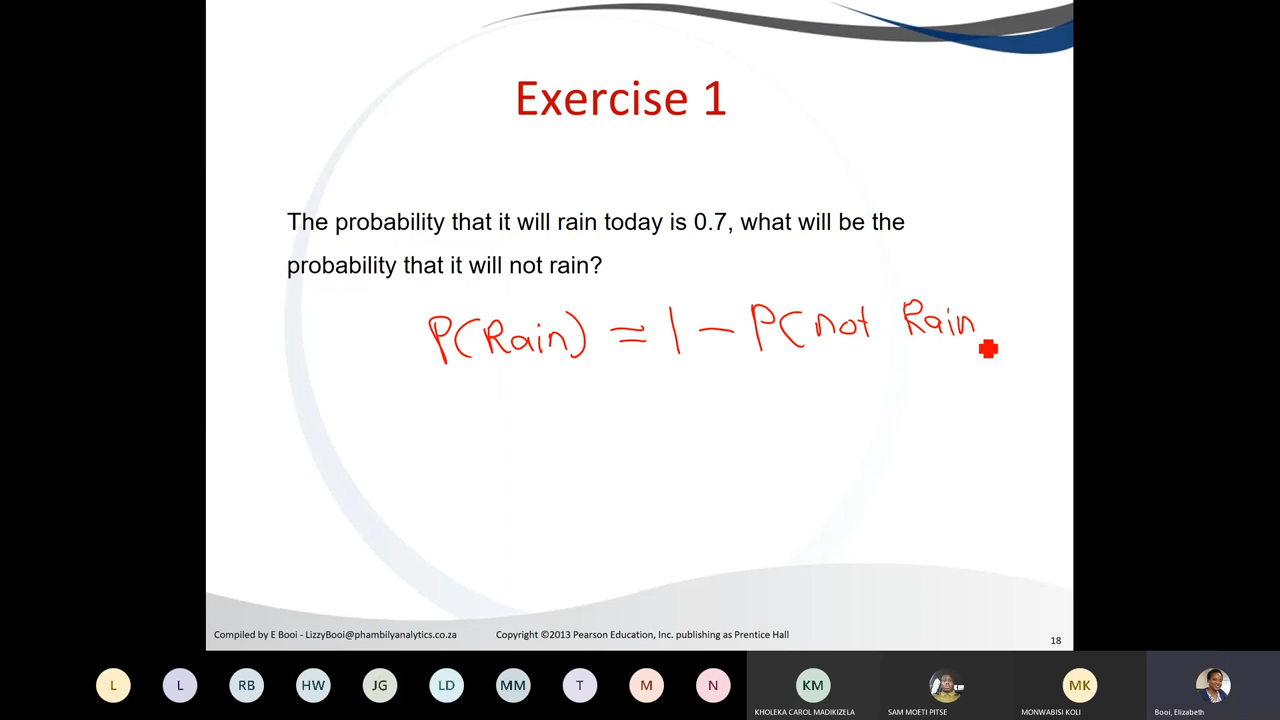 Exercise 1
The probability that it will rain today is 0.7, what will be the
probability that it will not rain?
P(Rain) = 1 - P(not Rain
Compiled by E Booi - LizzyBooi@phambilyanalytics.co.za
Copyright ©2013 Pearson Education, Inc. publishing as Prentice Hall
18
L
L
RB
HW
JG
LD
MM
T
M
N
KM
MK
KHOLEKA CAROL MADIKIZELA
SAM MOETI PITSE
MONWABISI KOLI
Booi, Elizabeth